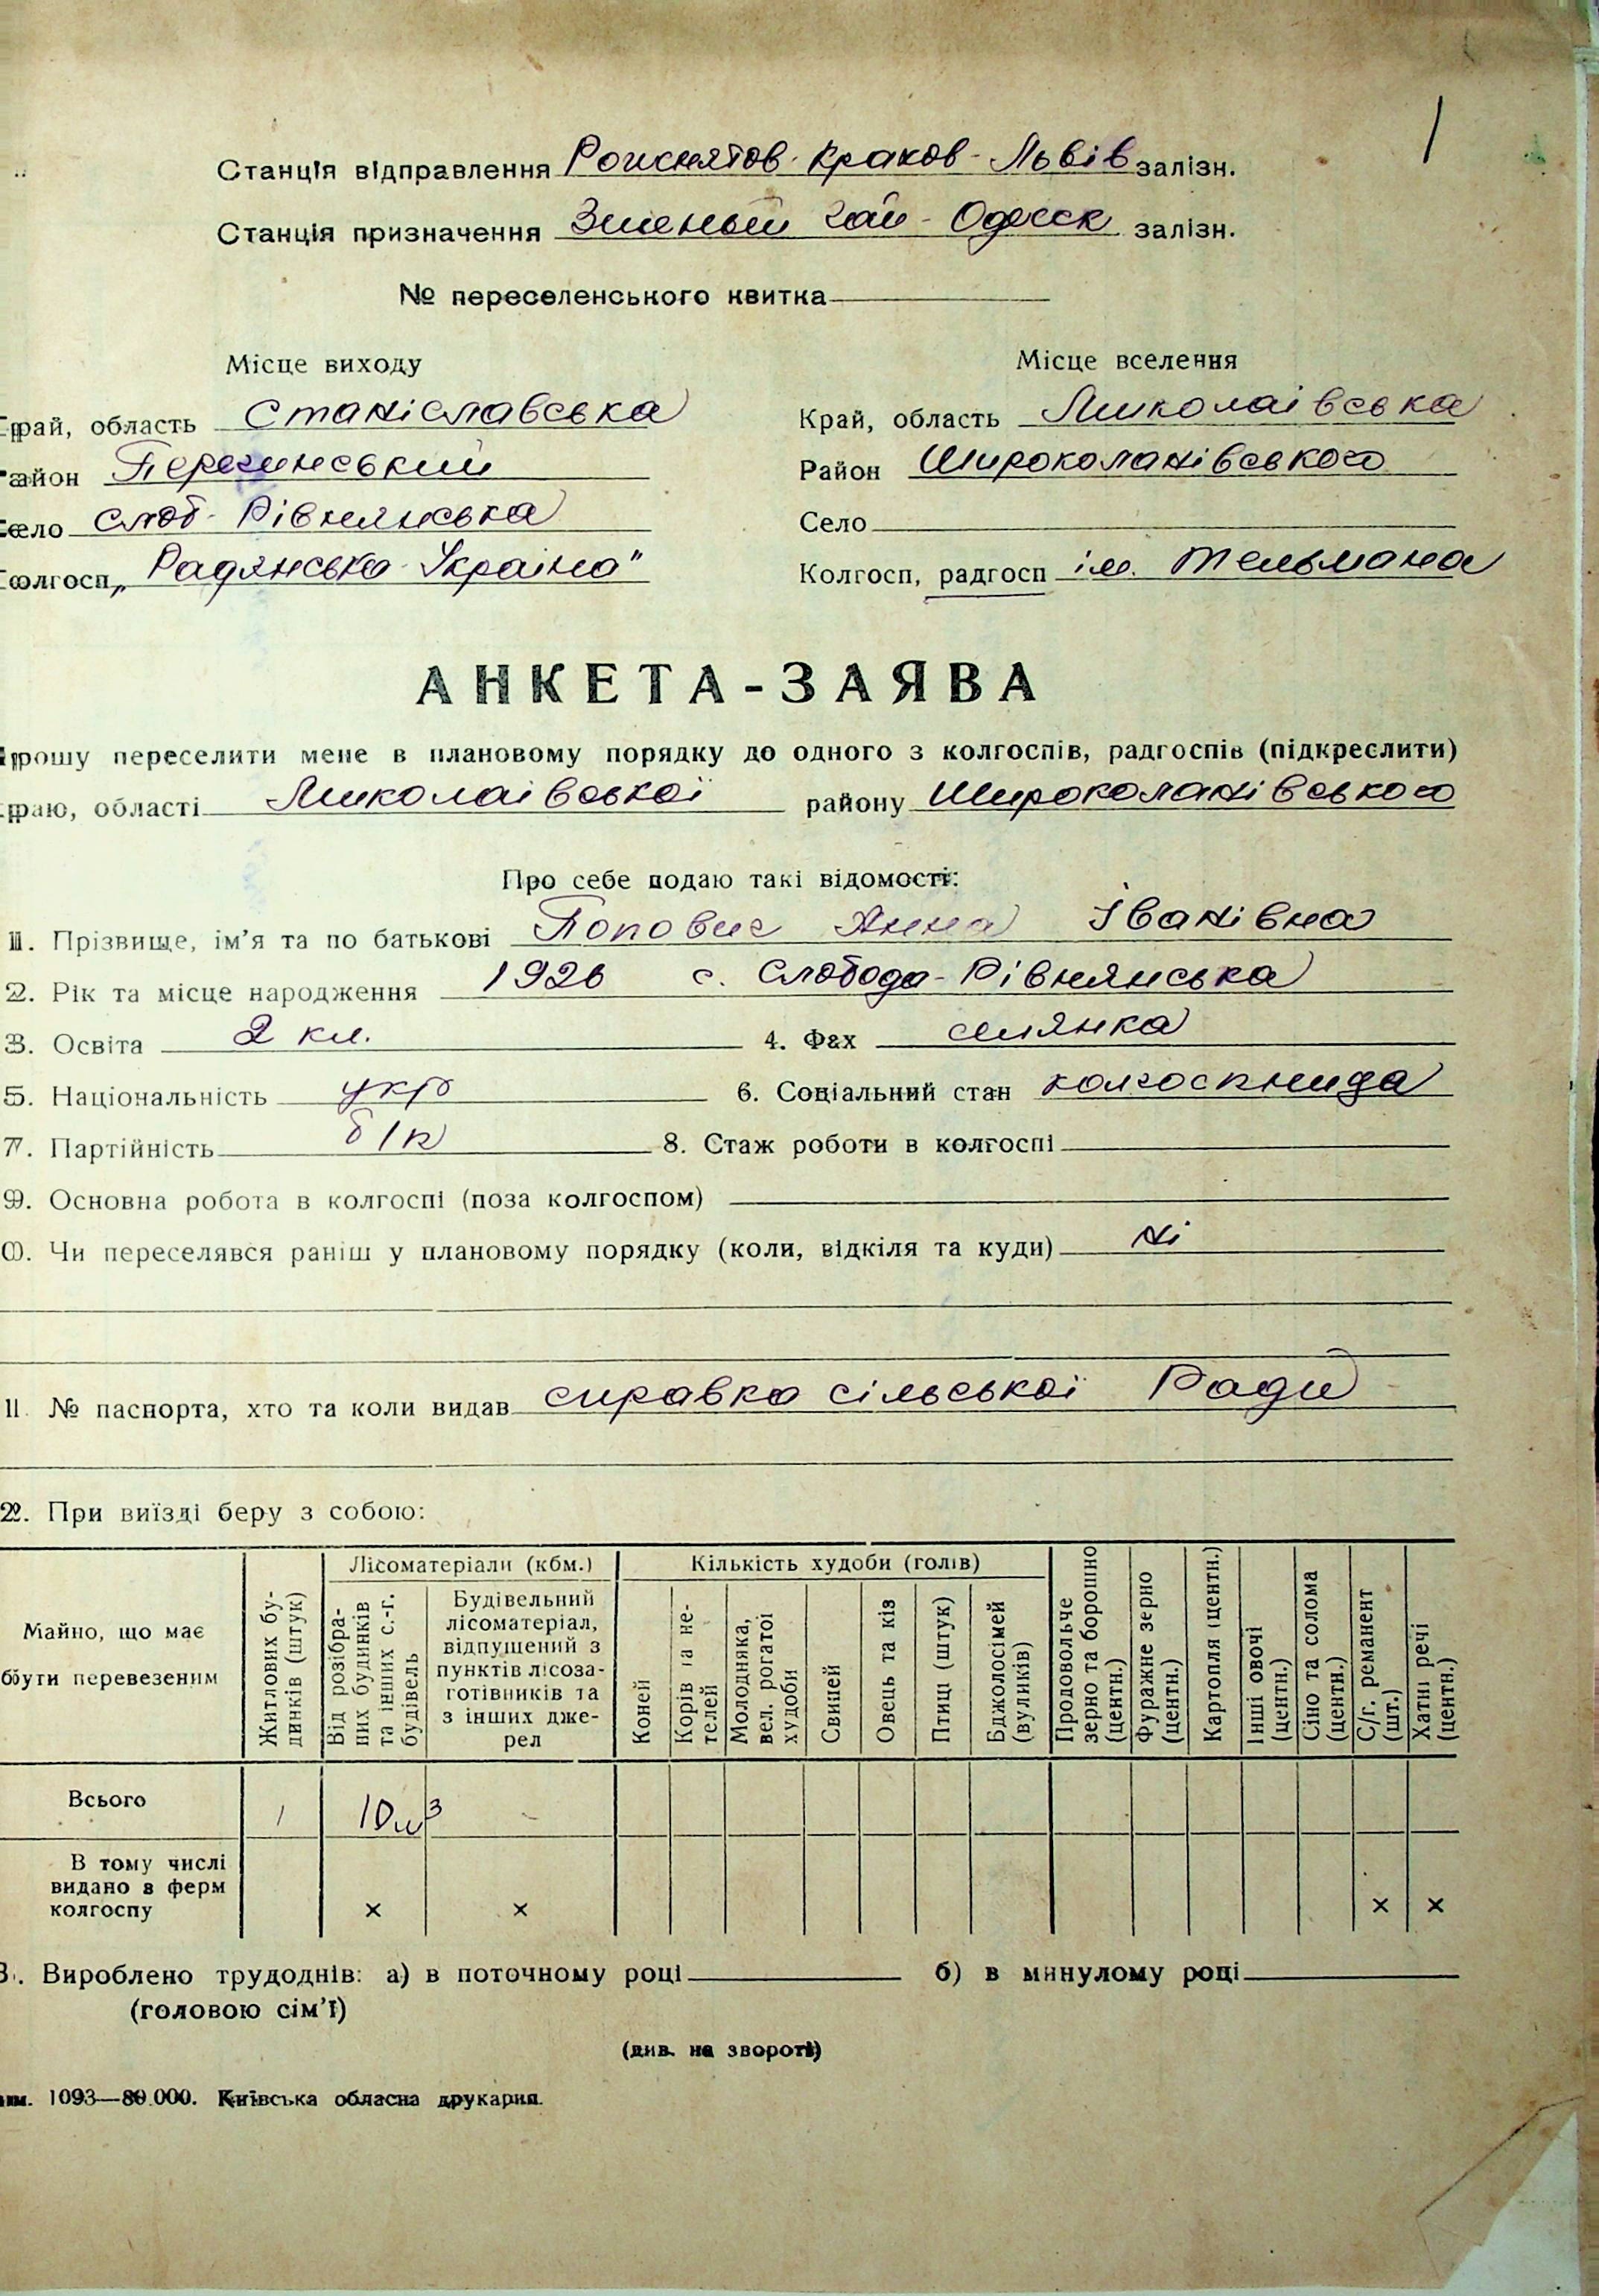 1
Станція відправлення Рожнятов-Краков-Львів залізн.
Станція призначення Зеленый Гай - Одесск залізн.
№ переселенського квитка
Місце виходу Місце вселення
край, область Станіславська Край, область Миколаівська
район Перегинський Район Широколанівського
село Слоб-Рівнянська Село
колгосп „Радянська Україна" Колгосп, радгосп ім. Тельмана
АНКЕТА-ЗАЯВА
Прошу переселити мене в плановому порядку до одного з колгоспів, радгоспів (підкреслити)
краю, області Миколаівської району Широколанівського
Про себе подаю такі відомості:
1. Прізвище, ім'я та по батькові Попович Анна Іванівна
2. Рік та місце народження 1926 с. Слобода-Рівнянська
3. Освіта 2 кл. 4. Фах селянка
5. Національність укр 6. Соціальний стан колгоспница
7. Партійність б/п 8. Стаж роботи в колгоспі
9. Основна робота в колгоспі (поза колгоспом)
0. Чи переселявся раніш у плановому порядку (коли, відкіля та куди) ні
11. № паспорта, хто та коли видав справка сільської Ради
2. При виїзді беру з собою:
Майно, що має бути перевезеним
Житлових будинків (штук)
Лісоматеріали (кбм.)
Від розібраних будинків та інших с.-г. будівель
Будівельний лісоматеріал, відпущений з пунктів лісозаготівників та з інших джерел
Кількість худоби (голів)
Коней
Корів та нетелей
Молодняка, вел. рогатої худоби
Свиней
Овець та кіз
Птиці (штук)
Бджолосімей (вуликів)
Продовольче зерно та борошно (центн.)
Фуражне зерно (центн.)
Картопля (центн.)
Інші овочі (центн.)
Сіно та солома (центн.)
С/г. реманент (шт.)
Хатні речі (центн.)
Всього 1 10м³ -
В тому числі видано з ферм колгоспу × × × ×
3. Вироблено трудоднів: а) в поточному році б) в минулому році
(головою сім'ї)
(див. на звороті)
зам. 1093—80.000. Київська обласна друкарня.